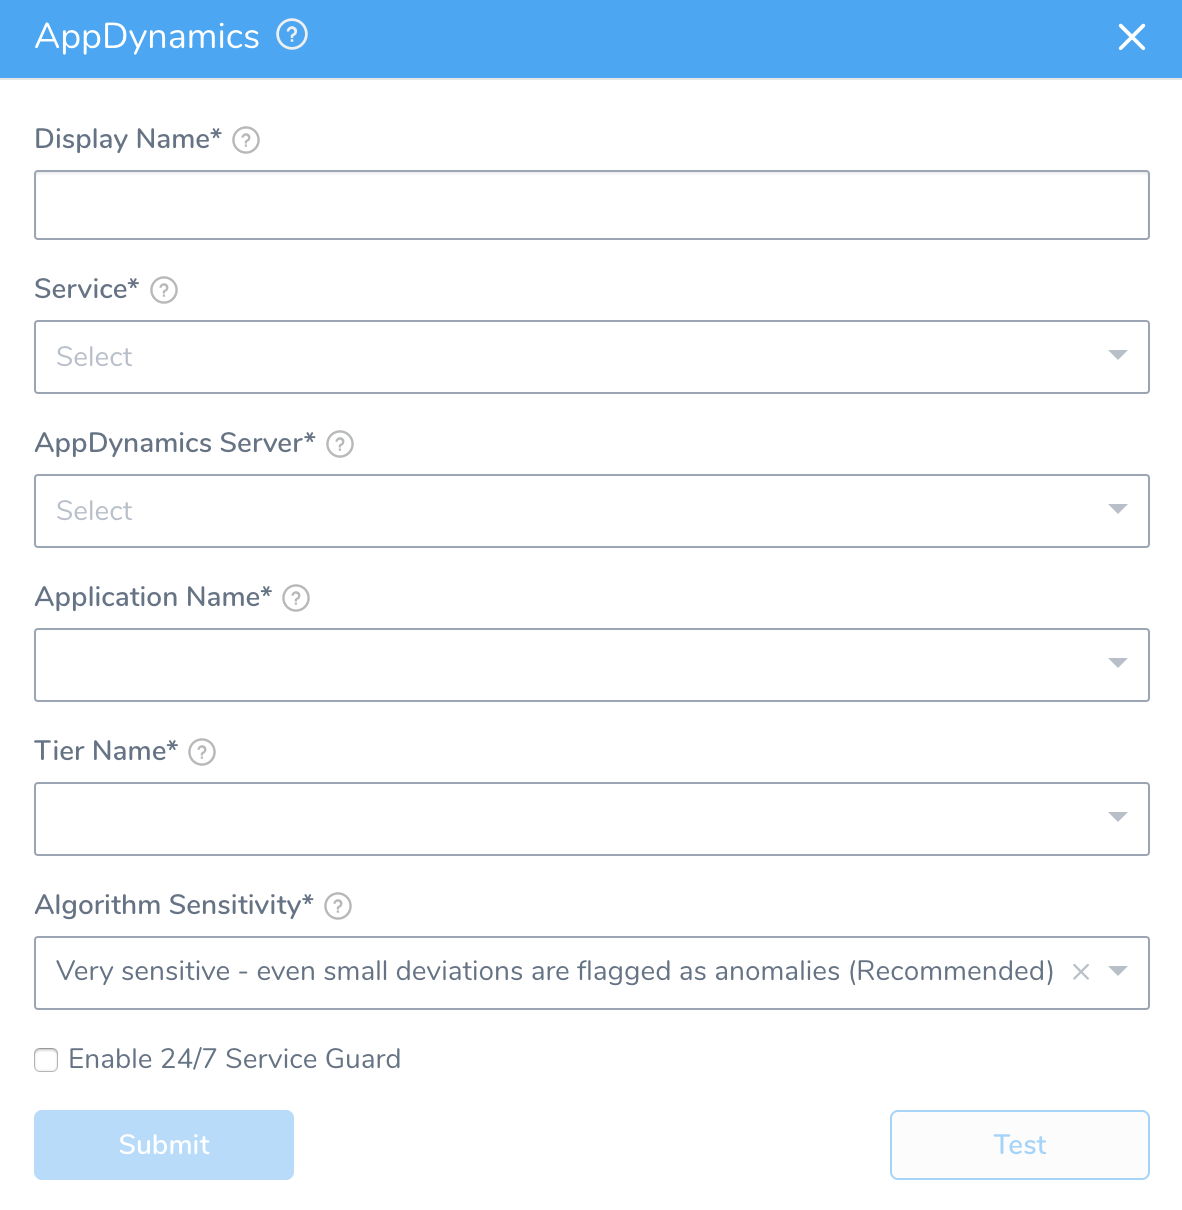 AppDynamics ?
Display Name* ?
Service* ?
Select
AppDynamics Server* ?
Select
Application Name* ?
Tier Name* ?
Algorithm Sensitivity* ?
Very sensitive - even small deviations are flagged as anomalies (Recommended)
Enable 24/7 Service Guard
Submit Test